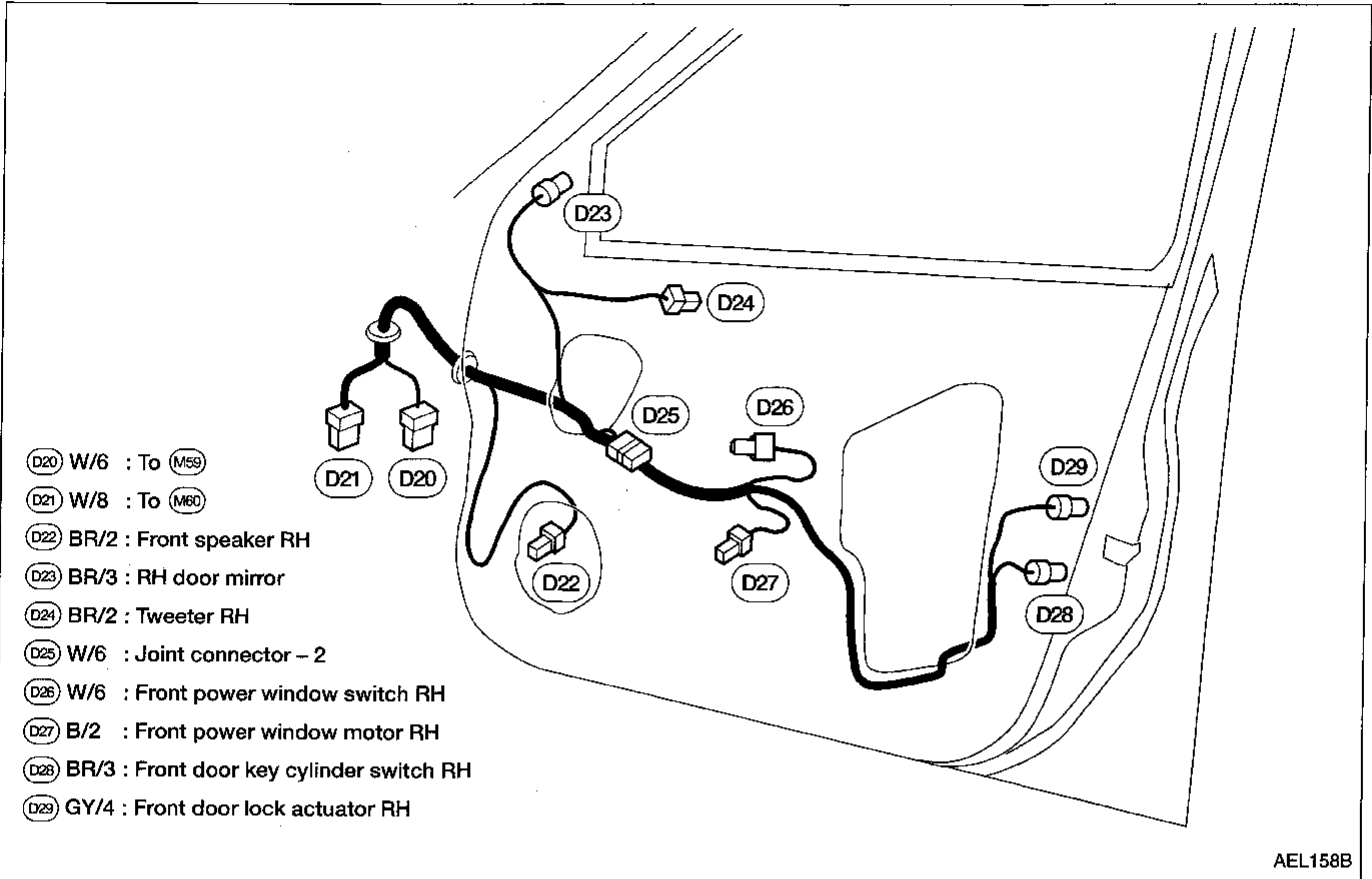 D23
D24
D25
D26
D29
D21
D20
D22
D27
D28
D20 W/6 : To M59
D21 W/8 : To M60
D22 BR/2 : Front speaker RH
D23 BR/3 : RH door mirror
D24 BR/2 : Tweeter RH
D25 W/6 : Joint connector – 2
D26 W/6 : Front power window switch RH
D27 B/2 : Front power window motor RH
D28 BR/3 : Front door key cylinder switch RH
D29 GY/4 : Front door lock actuator RH
AEL158B